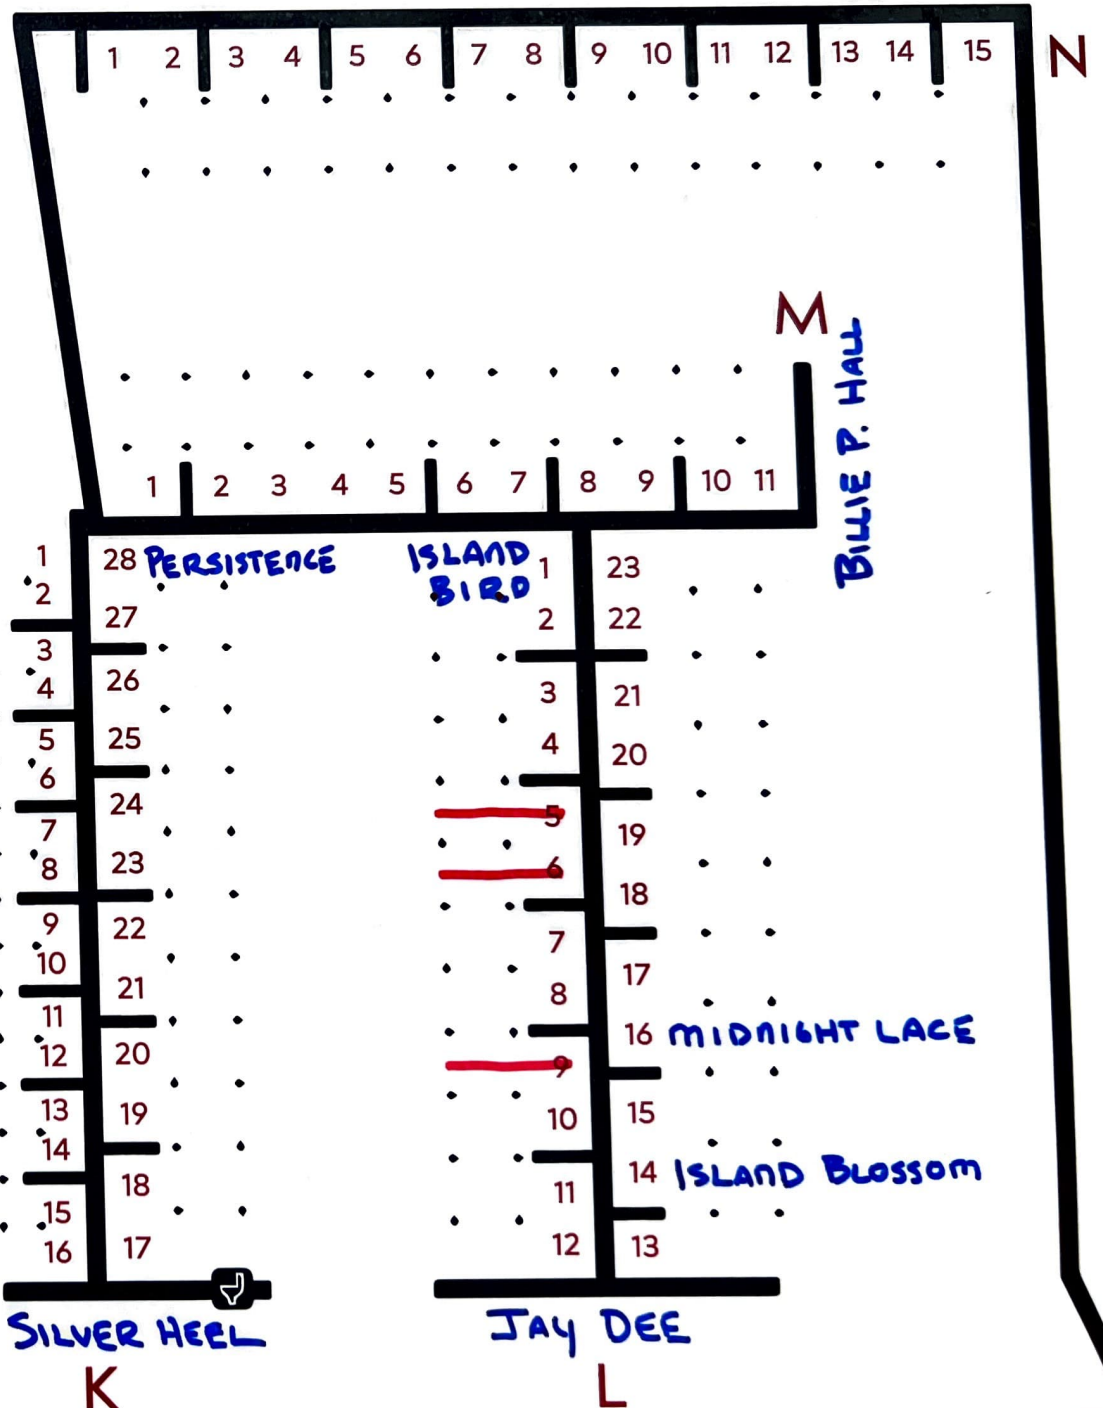 1 2 3 4 5 6 7 8 9 10 11 12 13 14 15 N
M
BILLIE P. HALL
1 2 3 4 5 6 7 8 9 10 11
1 28 PERSISTENCE ISLAND BIRD 1 23
2 27 2 22
3 26 3 21
4 25 4 20
5 24 5 19
6 23 6 18
7 22 7 17
8 21 8 16 MIDNIGHT LACE
9 20 9 15
10 19 10 14 ISLAND BLOSSOM
11 18 11 13
12 17 12
13
14
15
16
SILVER HEEL JAY DEE
K L